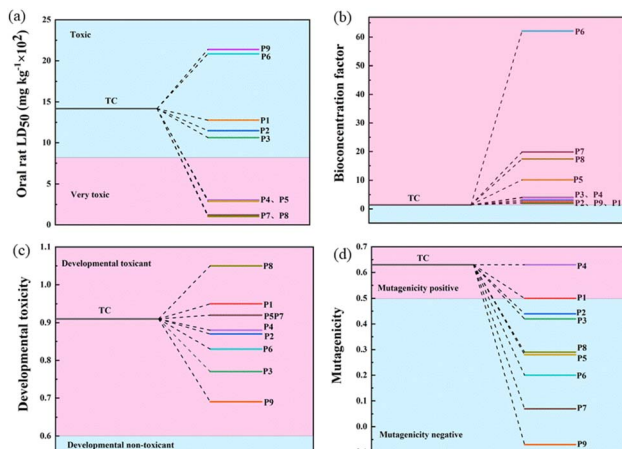 (a)
Oral rat LD50 (mg kg-1×10²)
25
20
15
10
5
0
Toxic
TC
Very toxic
P9
P6
P1
P2
P3
P4、P5
P7、P8
(b)
Bioconcentration factor
60
50
40
30
20
10
0
TC
P6
P7
P8
P5
P3、P4
P2、P9、P1
(c)
Developmental toxicity
1.1
1.0
0.9
0.8
0.7
0.6
Developmental toxicant
TC
Developmental non-toxicant
P8
P1
P5P7
P4
P2
P6
P3
P9
(d)
Mutagenicity
0.7
0.6
0.5
0.4
0.3
0.2
0.1
0.0
TC
Mutagenicity positive
Mutagenicity negative
P4
P1
P2
P3
P8
P5
P6
P7
P9